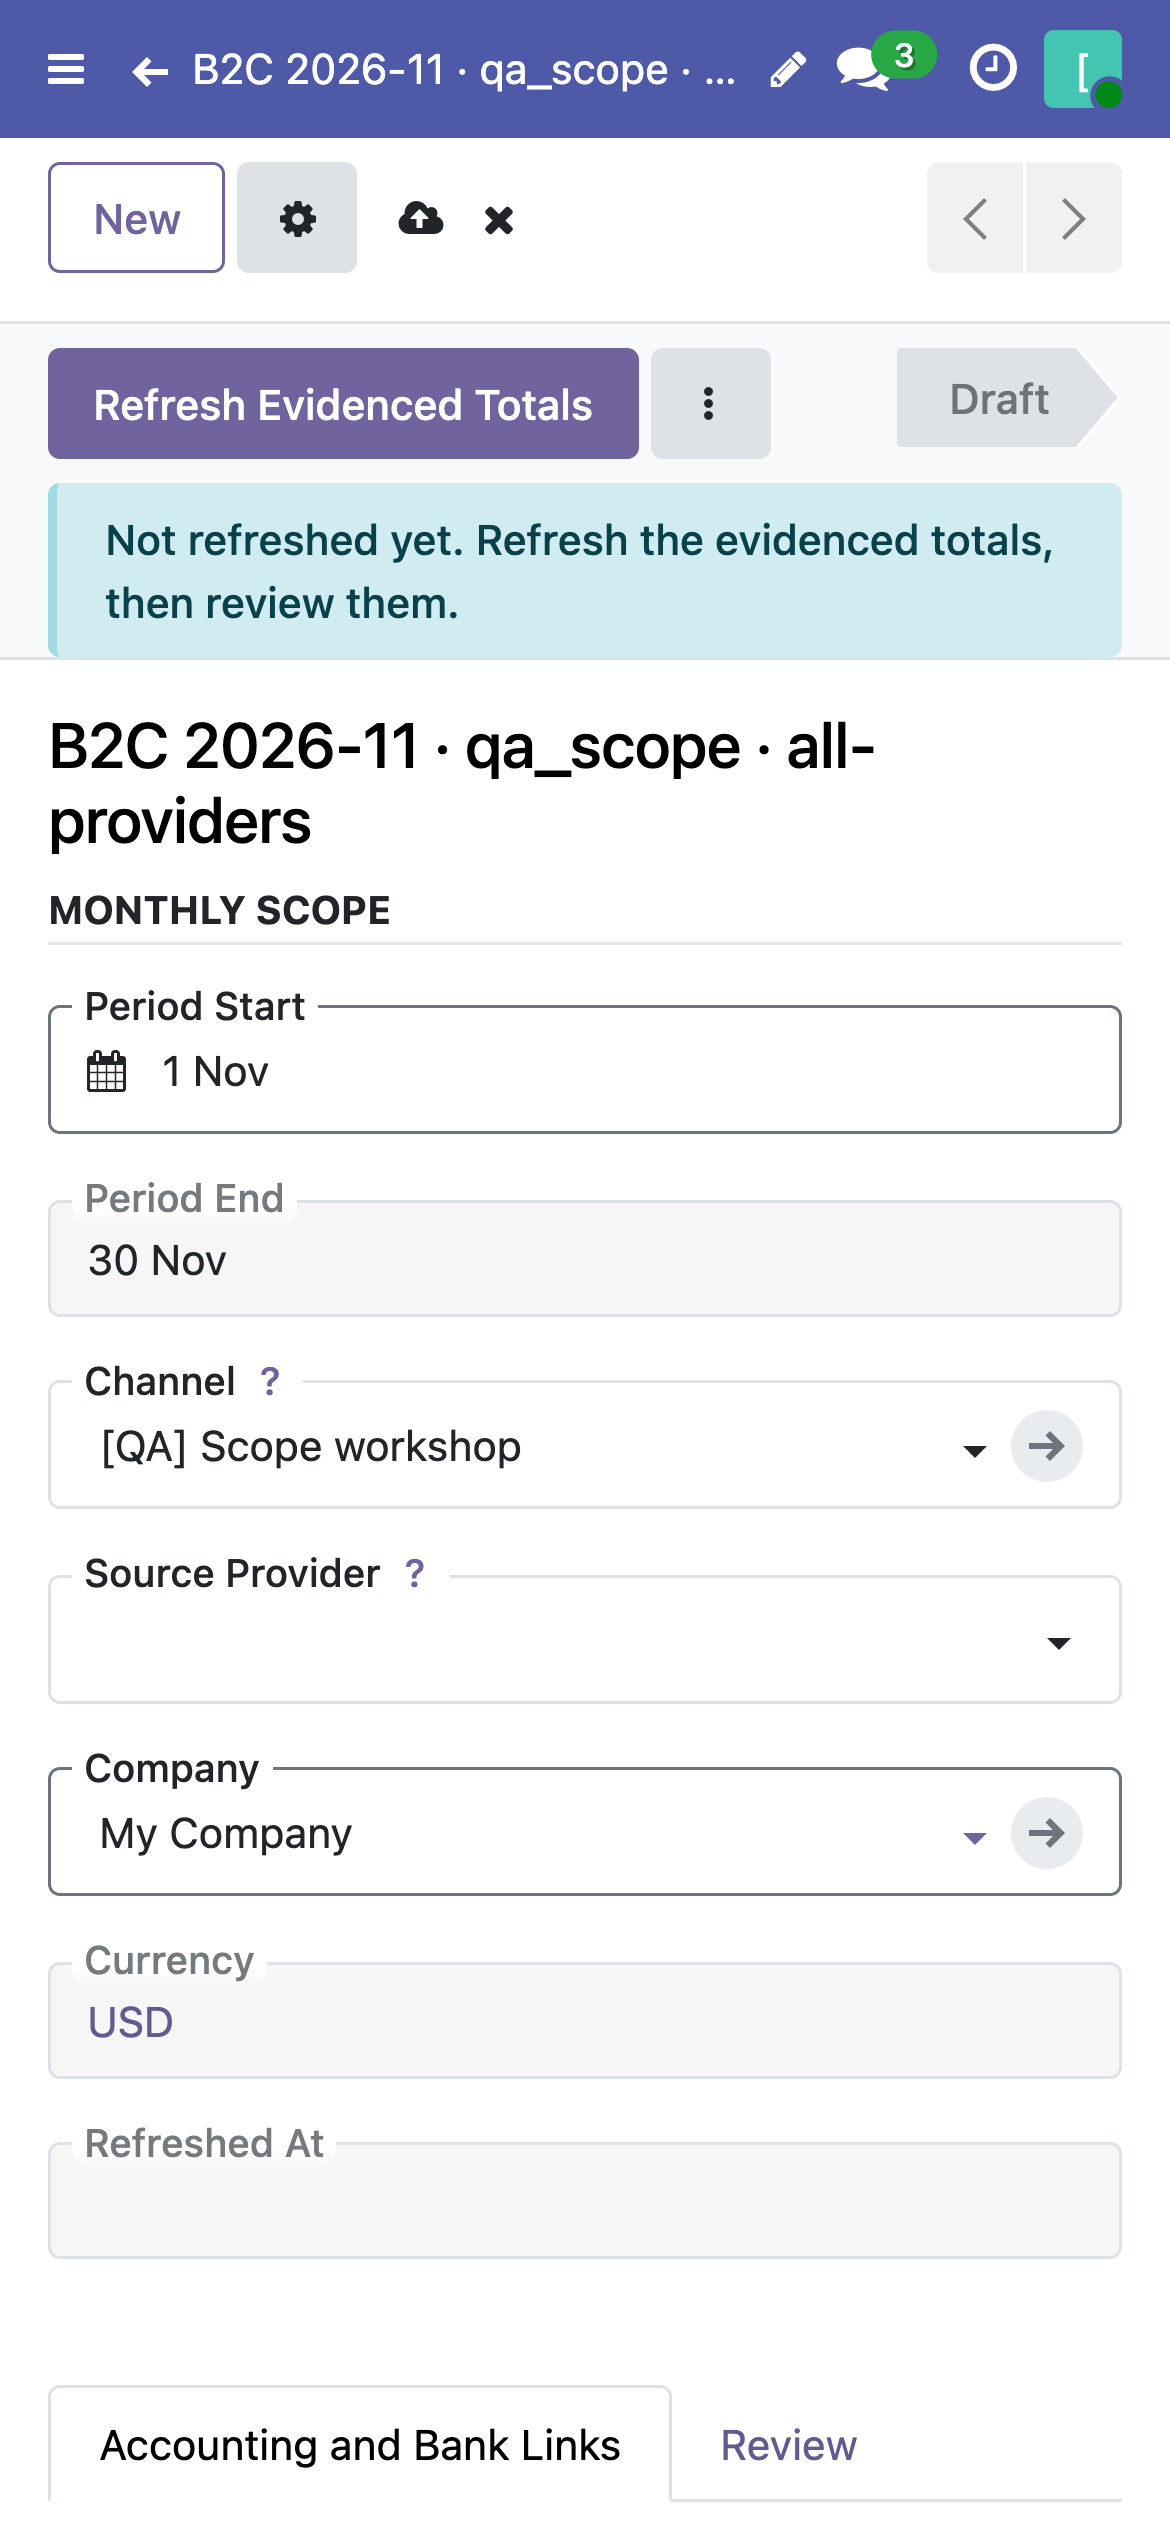 B2C 2026-11 · qa_scope · ...
3
[
New
Refresh Evidenced Totals
Draft
Not refreshed yet. Refresh the evidenced totals,
then review them.
B2C 2026-11 · qa_scope · all-
providers
MONTHLY SCOPE
Period Start
1 Nov
Period End
30 Nov
Channel ?
[QA] Scope workshop
Source Provider ?
Company
My Company
Currency
USD
Refreshed At
Accounting and Bank Links
Review